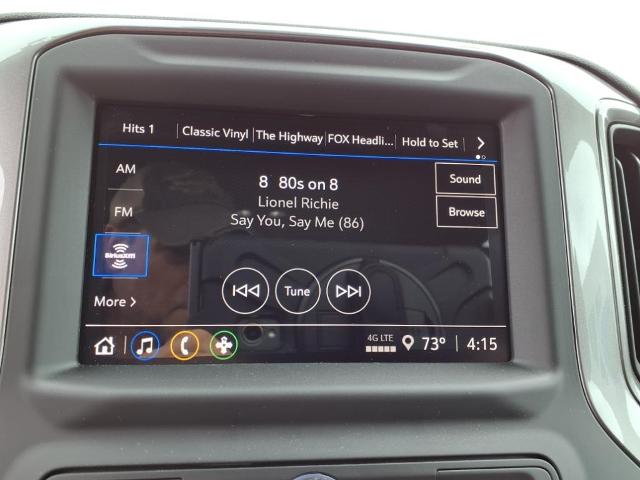 Hits 1 Classic Vinyl The Highway FOX Headli... Hold to Set
AM
8 80s on 8
Sound
FM
Lionel Richie
Browse
Say You, Say Me (86)
SiriusXM
Tune
More
4G LTE 73° 4:15